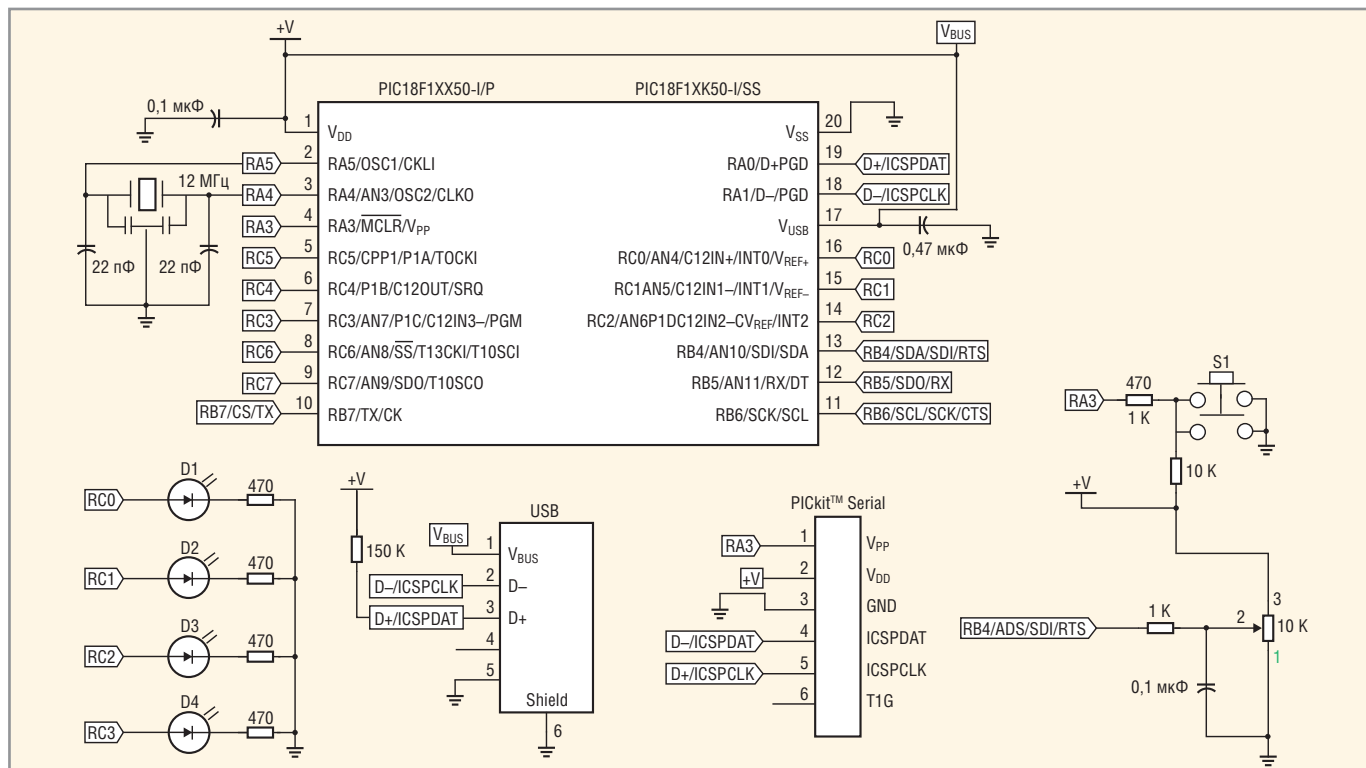 +V
V_BUS
PIC18F1XX50-I/P
PIC18F1XK50-I/SS
0,1 мкФ
1
V_DD
V_SS
20
RA5
2
RA5/OSC1/CKLI
RA0/D+PGD
19
D+/ICSPDAT
12 МГц
RA4
3
RA4/AN3/OSC2/CLKO
RA1/D–/PGD
18
D–/ICSPCLK
RA3
4
RA3/MCLR/V_PP
V_USB
17
0,47 мкФ
22 пФ
22 пФ
RC5
5
RC5/CPP1/P1A/TOCKI
RC0/AN4/C12IN+/INT0/V_REF+
16
RC0
RC4
6
RC4/P1B/C12OUT/SRQ
RC1AN5/C12IN1–/INT1/V_REF–
15
RC1
RC3
7
RC3/AN7/P1C/C12IN3–/PGM
RC2/AN6P1DC12IN2–CV_REF/INT2
14
RC2
RC6
8
RC6/AN8/SS/T13CKI/T10SCI
RB4/AN10/SDI/SDA
13
RB4/SDA/SDI/RTS
RC7
9
RC7/AN9/SDO/T10SCO
RB5/AN11/RX/DT
12
RB5/SDO/RX
RB7/CS/TX
10
RB7/TX/CK
RB6/SCK/SCL
11
RB6/SCL/SCK/CTS
S1
RA3
470
1 K
10 K
+V
3
2
10 K
1
RB4/ADS/SDI/RTS
1 K
0,1 мкФ
D1
RC0
470
D2
RC1
470
D3
RC2
470
D4
RC3
470
+V
150 K
USB
V_BUS
1
V_BUS
D–/ICSPCLK
2
D–
D+/ICSPDAT
3
D+
4
5
Shield
6
PICkit™ Serial
RA3
1
V_PP
+V
2
V_DD
3
GND
D–/ICSPDAT
4
ICSPDAT
D+/ICSPCLK
5
ICSPCLK
6
T1G